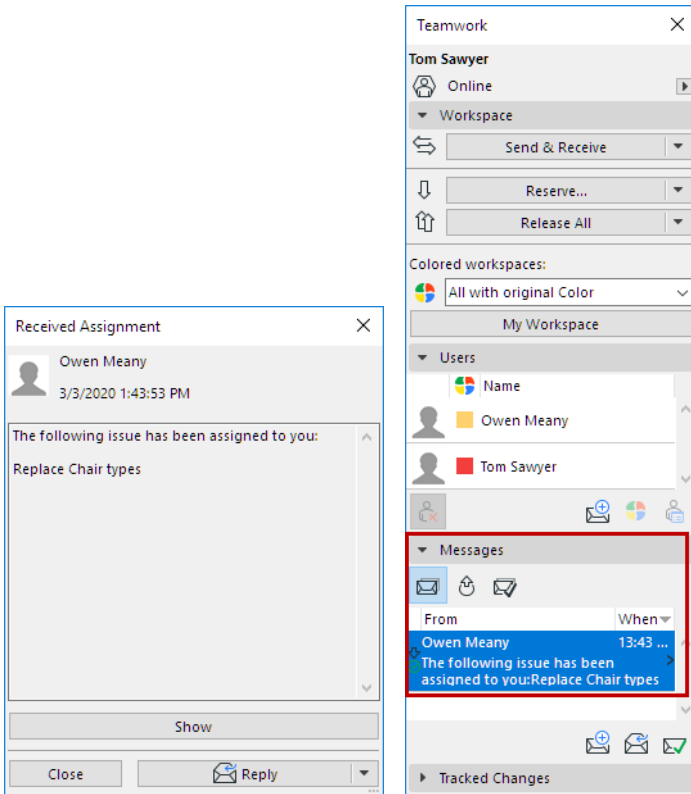 Received Assignment
Owen Meany
3/3/2020 1:43:53 PM
The following issue has been assigned to you:
Replace Chair types
Show
Close
Reply
Teamwork
Tom Sawyer
Online
Workspace
Send & Receive
Reserve...
Release All
Colored workspaces:
All with original Color
My Workspace
Users
Name
Owen Meany
Tom Sawyer
Messages
From When
Owen Meany 13:43 ...
The following issue has been
assigned to you:Replace Chair types
Tracked Changes